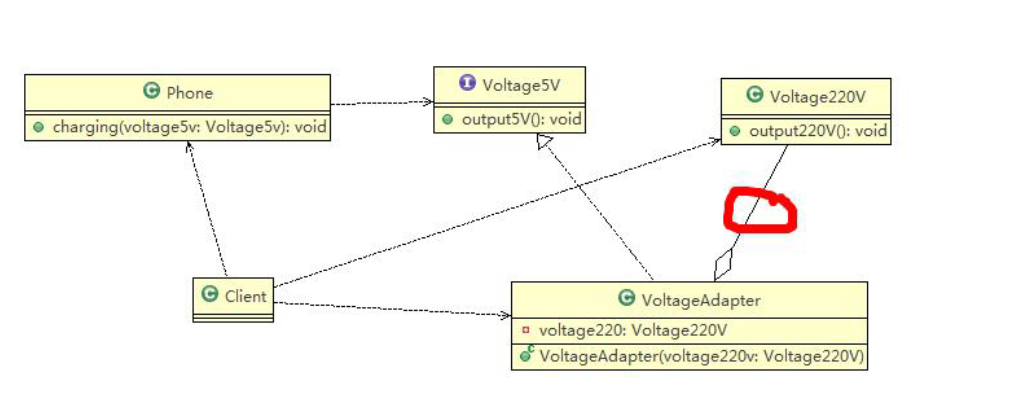 Phone
charging(voltage5v: Voltage5v): void
Voltage5V
output5V(): void
Voltage220V
output220V(): void
Client
VoltageAdapter
voltage220: Voltage220V
VoltageAdapter(voltage220v: Voltage220V)